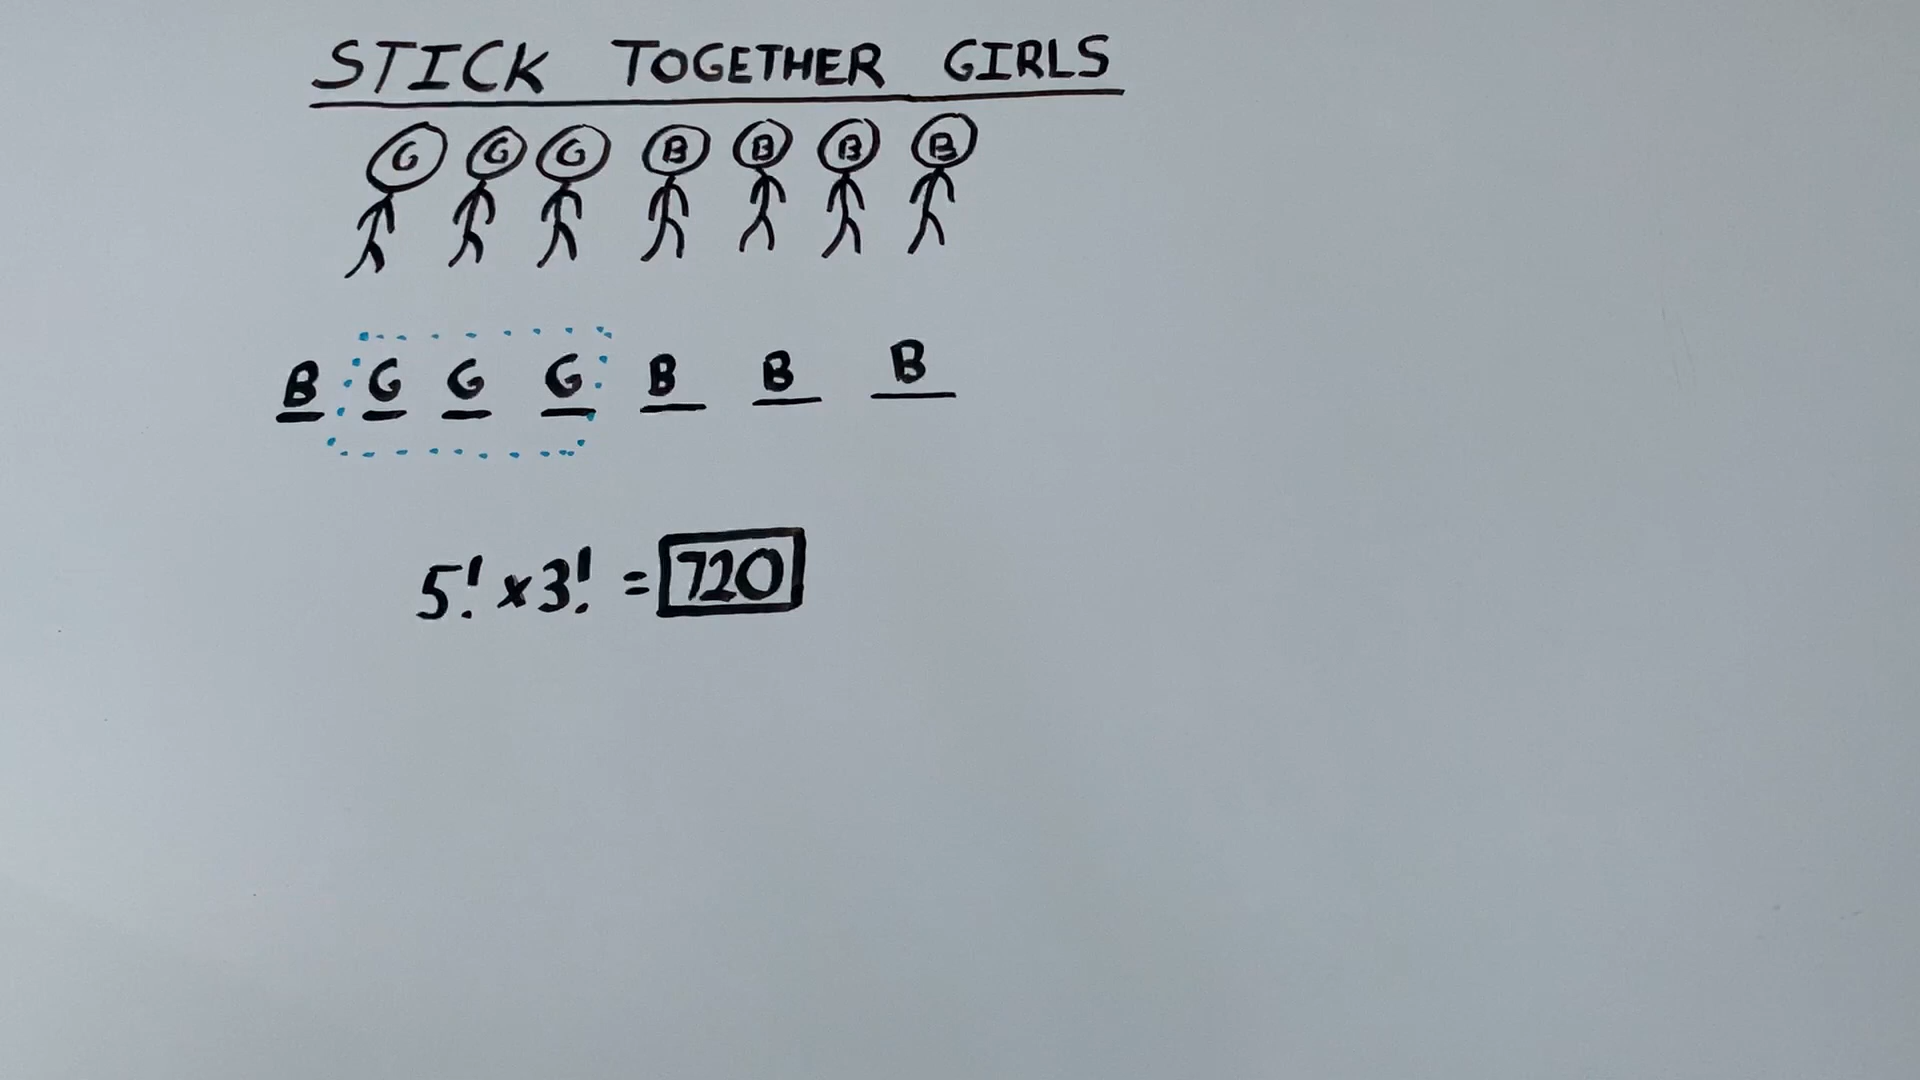 STICK TOGETHER GIRLS
G G G B B B B
B G G G B B B
5! × 3! = 720